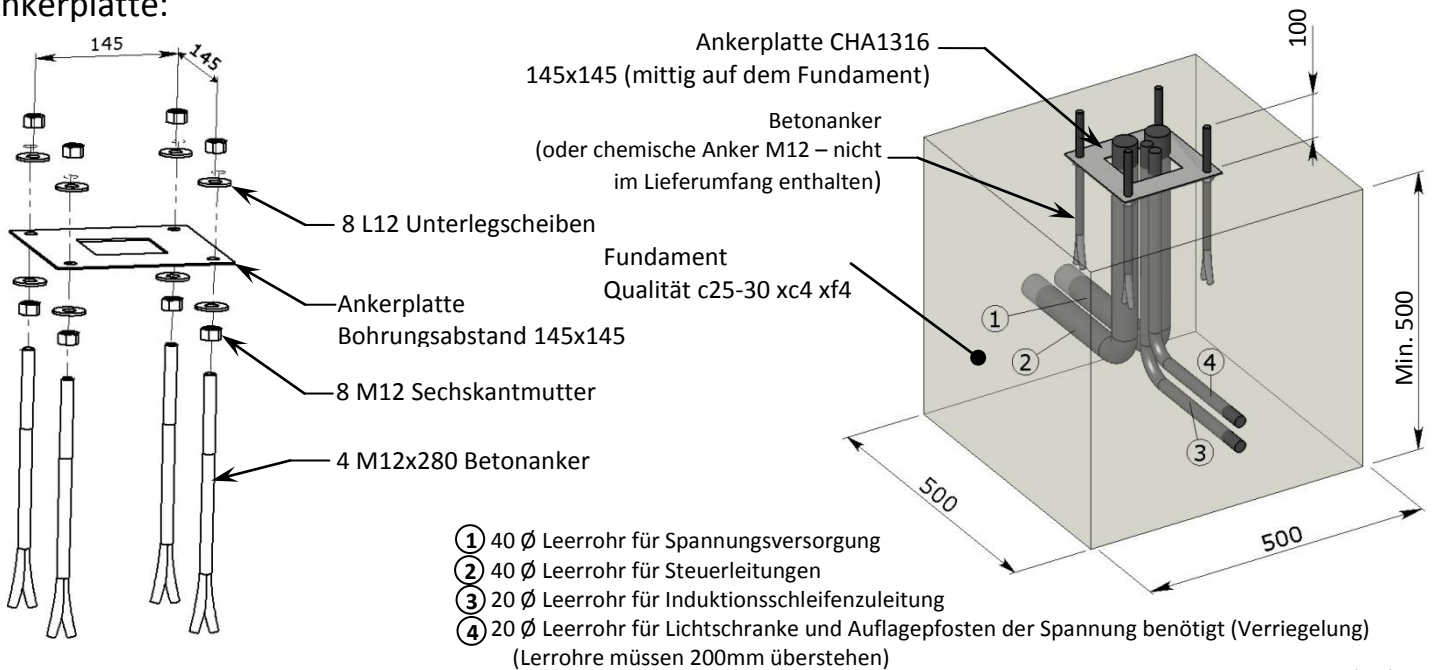 nkerplatte:
145
145
8 L12 Unterlegscheiben
Ankerplatte
Bohrungsabstand 145x145
8 M12 Sechskantmutter
4 M12x280 Betonanker
Ankerplatte CHA1316
145x145 (mittig auf dem Fundament)
Betonanker
(oder chemische Anker M12 – nicht
im Lieferumfang enthalten)
Fundament
Qualität c25-30 xc4 xf4
100
Min. 500
500
500
1
2
3
4
1 40 Ø Leerrohr für Spannungsversorgung
2 40 Ø Leerrohr für Steuerleitungen
3 20 Ø Leerrohr für Induktionsschleifenzuleitung
4 20 Ø Leerrohr für Lichtschranke und Auflagepfosten der Spannung benötigt (Verriegelung)
(Lerrohre müssen 200mm überstehen)